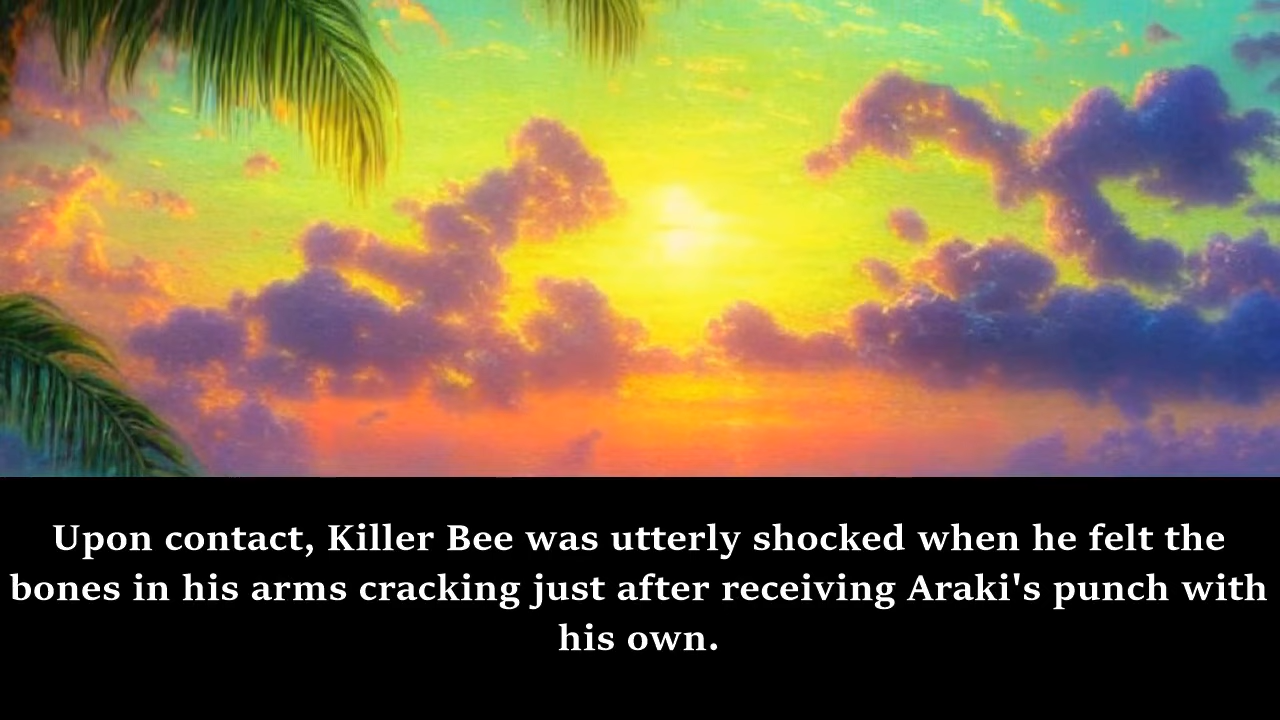 Upon contact, Killer Bee was utterly shocked when he felt the
bones in his arms cracking just after receiving Araki's punch with
his own.